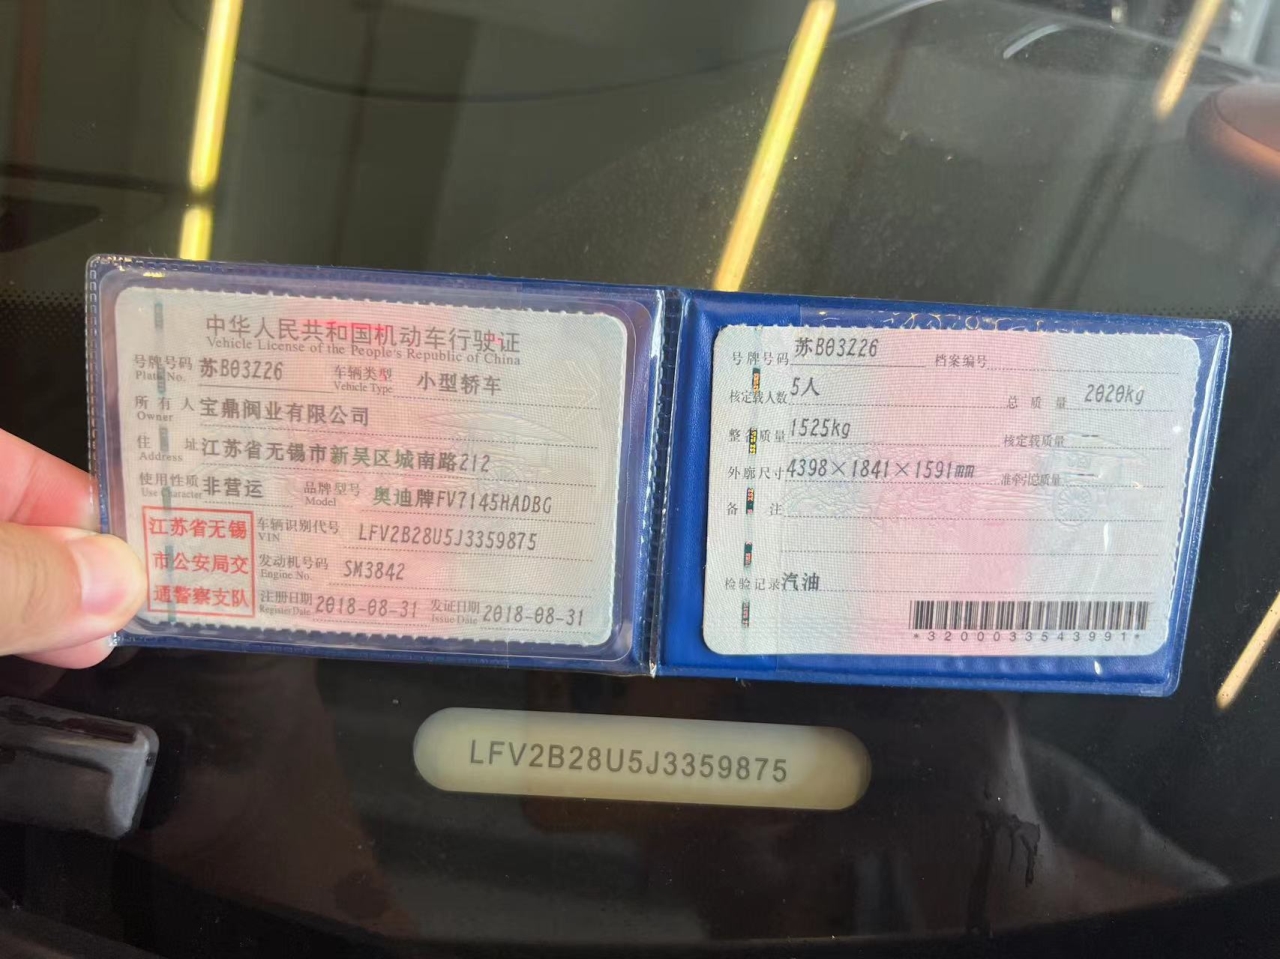 中华人民共和国机动车行驶证
Vehicle License of the People's Republic of China
号牌号码 苏B03Z26 车辆类型 小型轿车
Plate No. Vehicle Type
所有人 宝鼎阀业有限公司
Owner
住址 江苏省无锡市新吴区城南路212
Address
使用性质 非营运 品牌型号 奥迪牌FV7145HADBG
Use Character Model
江苏省无锡
市公安局交
通警察支队
车辆识别代号 LFV2B28U5J3359875
VIN
发动机号码 SM3842
Engine No.
注册日期 2018-08-31 发证日期 2018-08-31
Register Date Issue Date
号牌号码 苏B03Z26 档案编号
核定载人数 5人 总质量 2020kg
整备质量 1525kg 核定载质量 --
外廓尺寸 4398×1841×1591mm 准牵引总质量 --
备注
检验记录 汽油
*3200033543991*
LFV2B28U5J3359875